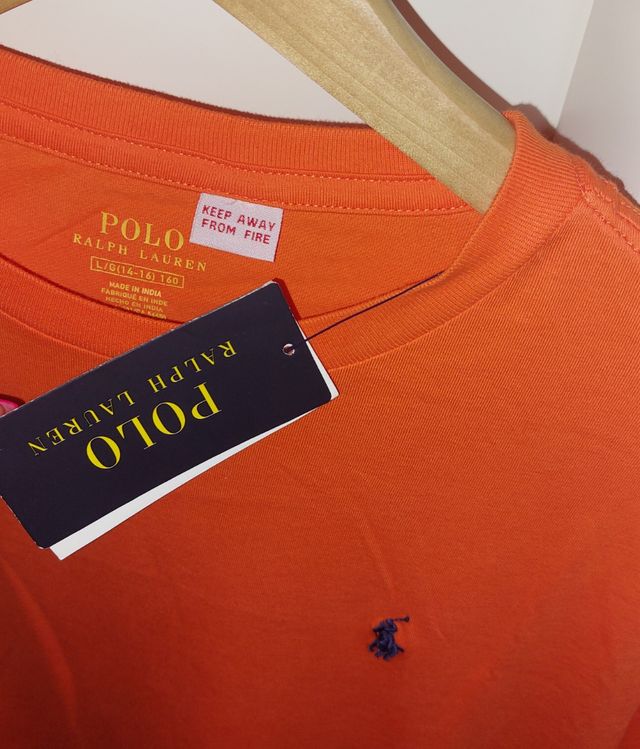 POLO
RALPH LAUREN
L/G(14-16) 160
MADE IN INDIA
FABRIQUÉ EN INDE
HECHO EN INDIA
KEEP AWAY
FROM FIRE
POLO
RALPH LAUREN